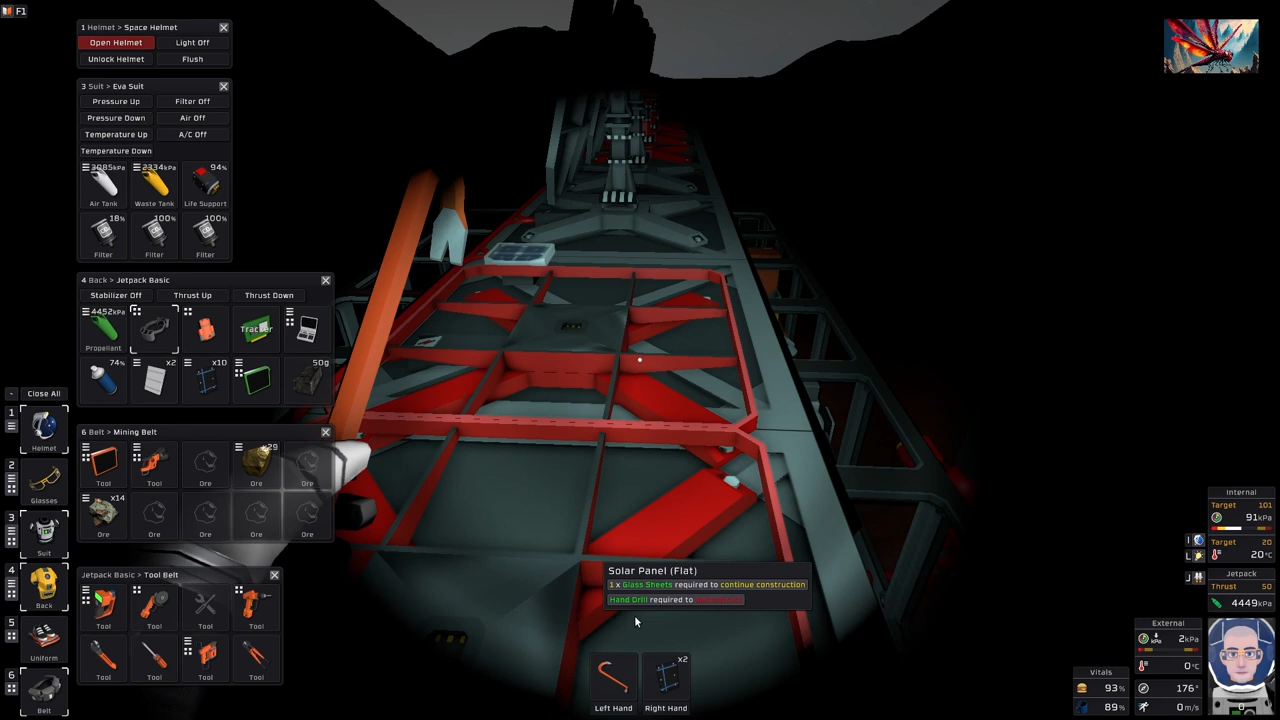 F1
1 Helmet > Space Helmet
Open Helmet
Light Off
Unlock Helmet
Flush
3 Suit > Eva Suit
Pressure Up
Filter Off
Pressure Down
Air Off
Temperature Up
A/C Off
Temperature Down
3085kPa
2334kPa
94%
Air Tank
Waste Tank
Life Support
18%
100%
100%
Filter
Filter
Filter
4 Back > Jetpack Basic
Stabilizer Off
Thrust Up
Thrust Down
4452kPa
Tracker
Propellant
74%
x2
x10
50g
- Close All
1
Helmet
2
Glasses
3
Suit
4
Back
5
Uniform
6
Belt
6 Belt > Mining Belt
x29
Tool
Tool
Ore
Ore
Ore
x14
Ore
Ore
Ore
Ore
Ore
Jetpack Basic > Tool Belt
Tool
Tool
Tool
Tool
Tool
Tool
Tool
Tool
Solar Panel (Flat)
1 x Glass Sheets required to continue construction
Hand Drill required to
x2
Left Hand
Right Hand
Internal
Target 101
91kPa
Target 20
20°C
Jetpack
Thrust 50
4449kPa
External
kPa
2kPa
0°C
176°
0m/s
Vitals
93%
89%
0